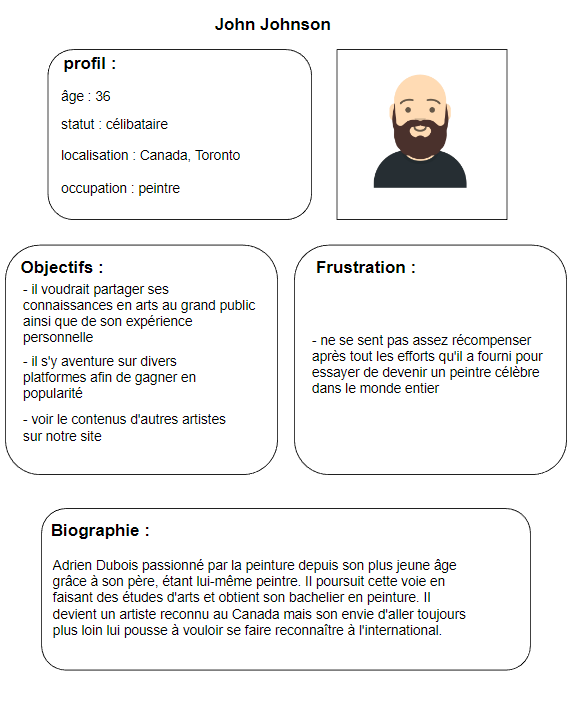 John Johnson
profil :
âge : 36
statut : célibataire
localisation : Canada, Toronto
occupation : peintre
Objectifs :
- il voudrait partager ses
connaissances en arts au grand public
ainsi que de son expérience
personnelle
- il s'y aventure sur divers
platformes afin de gagner en
popularité
- voir le contenus d'autres artistes
sur notre site
Frustration :
- ne se sent pas assez récompenser
après tout les efforts qu'il a fourni pour
essayer de devenir un peintre célèbre
dans le monde entier
Biographie :
Adrien Dubois passionné par la peinture depuis son plus jeune âge
grâce à son père, étant lui-même peintre. Il poursuit cette voie en
faisant des études d'arts et obtient son bachelier en peinture. Il
devient un artiste reconnu au Canada mais son envie d'aller toujours
plus loin lui pousse à vouloir se faire reconnaître à l'international.